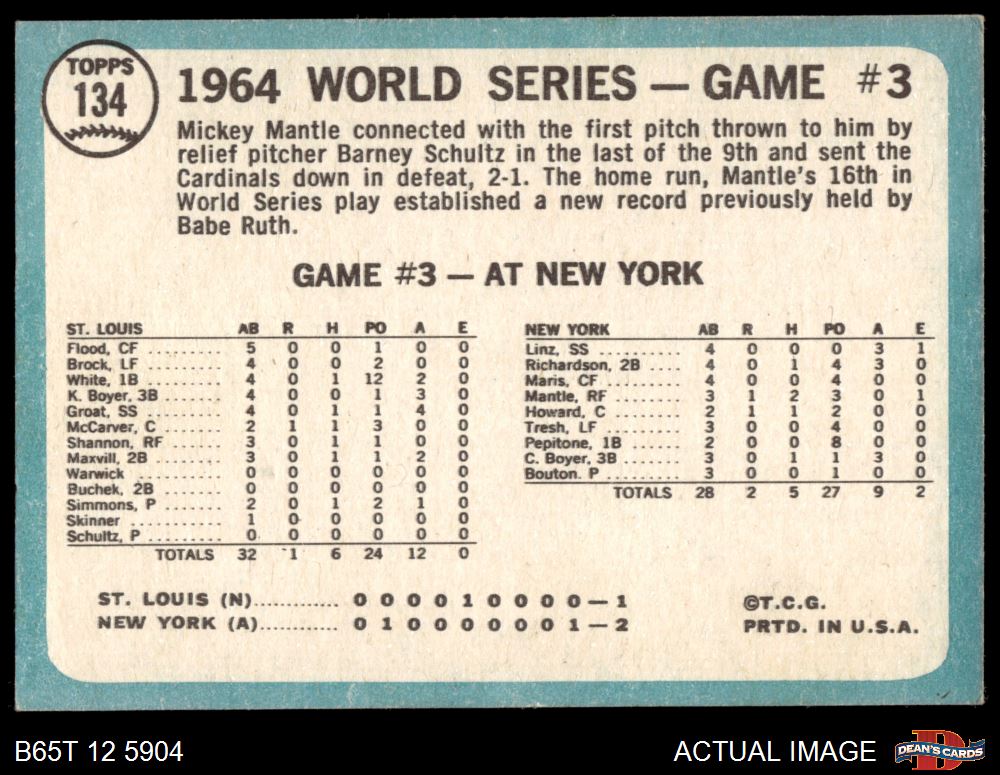 TOPPS
134
1964 WORLD SERIES — GAME #3
Mickey Mantle connected with the first pitch thrown to him by
relief pitcher Barney Schultz in the last of the 9th and sent the
Cardinals down in defeat, 2-1. The home run, Mantle's 16th in
World Series play established a new record previously held by
Babe Ruth.
GAME #3 — AT NEW YORK
ST. LOUIS AB R H PO A E
Flood, CF ......... 5 0 0 1 0 0
Brock, LF ......... 4 0 0 2 0 0
White, 1B ......... 4 0 1 12 2 0
K. Boyer, 3B ...... 4 0 0 1 3 0
Groat, SS ......... 4 0 1 1 4 0
McCarver, C ....... 2 1 1 3 0 0
Shannon, RF ....... 3 0 1 1 0 0
Maxvill, 2B ....... 3 0 1 1 2 0
Warwick ........... 0 0 0 0 0 0
Buchek, 2B ........ 0 0 0 0 0 0
Simmons, P ........ 2 0 1 2 1 0
Skinner ........... 1 0 0 0 0 0
Schultz, P ........ 0 0 0 0 0 0
TOTALS 32 1 6 24 12 0
NEW YORK AB R H PO A E
Linz, SS .......... 4 0 0 0 3 1
Richardson, 2B .... 4 0 1 4 3 0
Maris, CF ......... 4 0 0 4 0 0
Mantle, RF ........ 3 1 2 3 0 1
Howard, C ......... 2 1 1 2 0 0
Tresh, LF ......... 3 0 0 4 0 0
Pepitone, 1B ...... 2 0 0 8 0 0
C. Boyer, 3B ...... 3 0 1 1 3 0
Bouton. P ......... 3 0 0 1 0 0
TOTALS 28 2 5 27 9 2
ST. LOUIS (N)............. 0 0 0 0 1 0 0 0 0 — 1
NEW YORK (A)............ 0 1 0 0 0 0 0 0 1 — 2
©T.C.G.
PRTD. IN U.S.A.
B65T 12 5904
ACTUAL IMAGE
DEAN'S CARDS